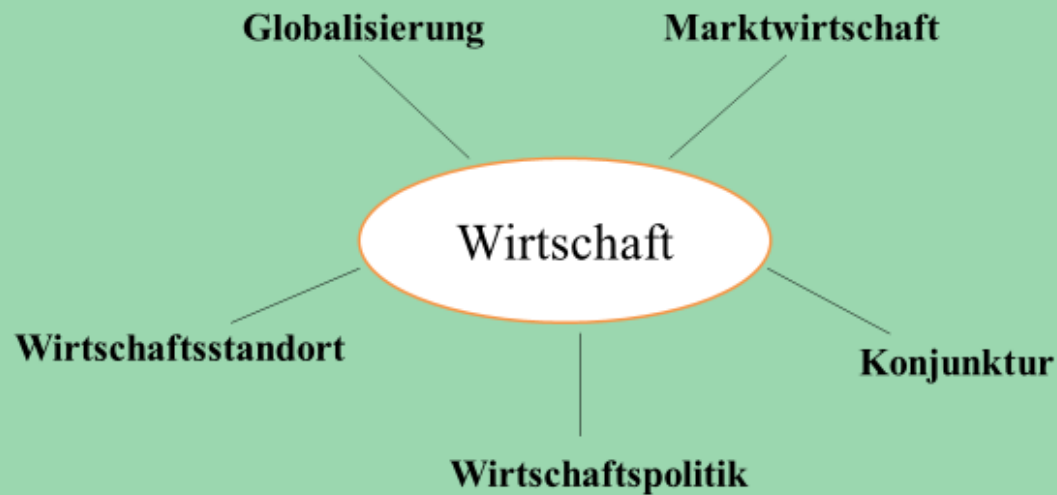 Globalisierung
Marktwirtschaft
Wirtschaft
Wirtschaftsstandort
Konjunktur
Wirtschaftspolitik